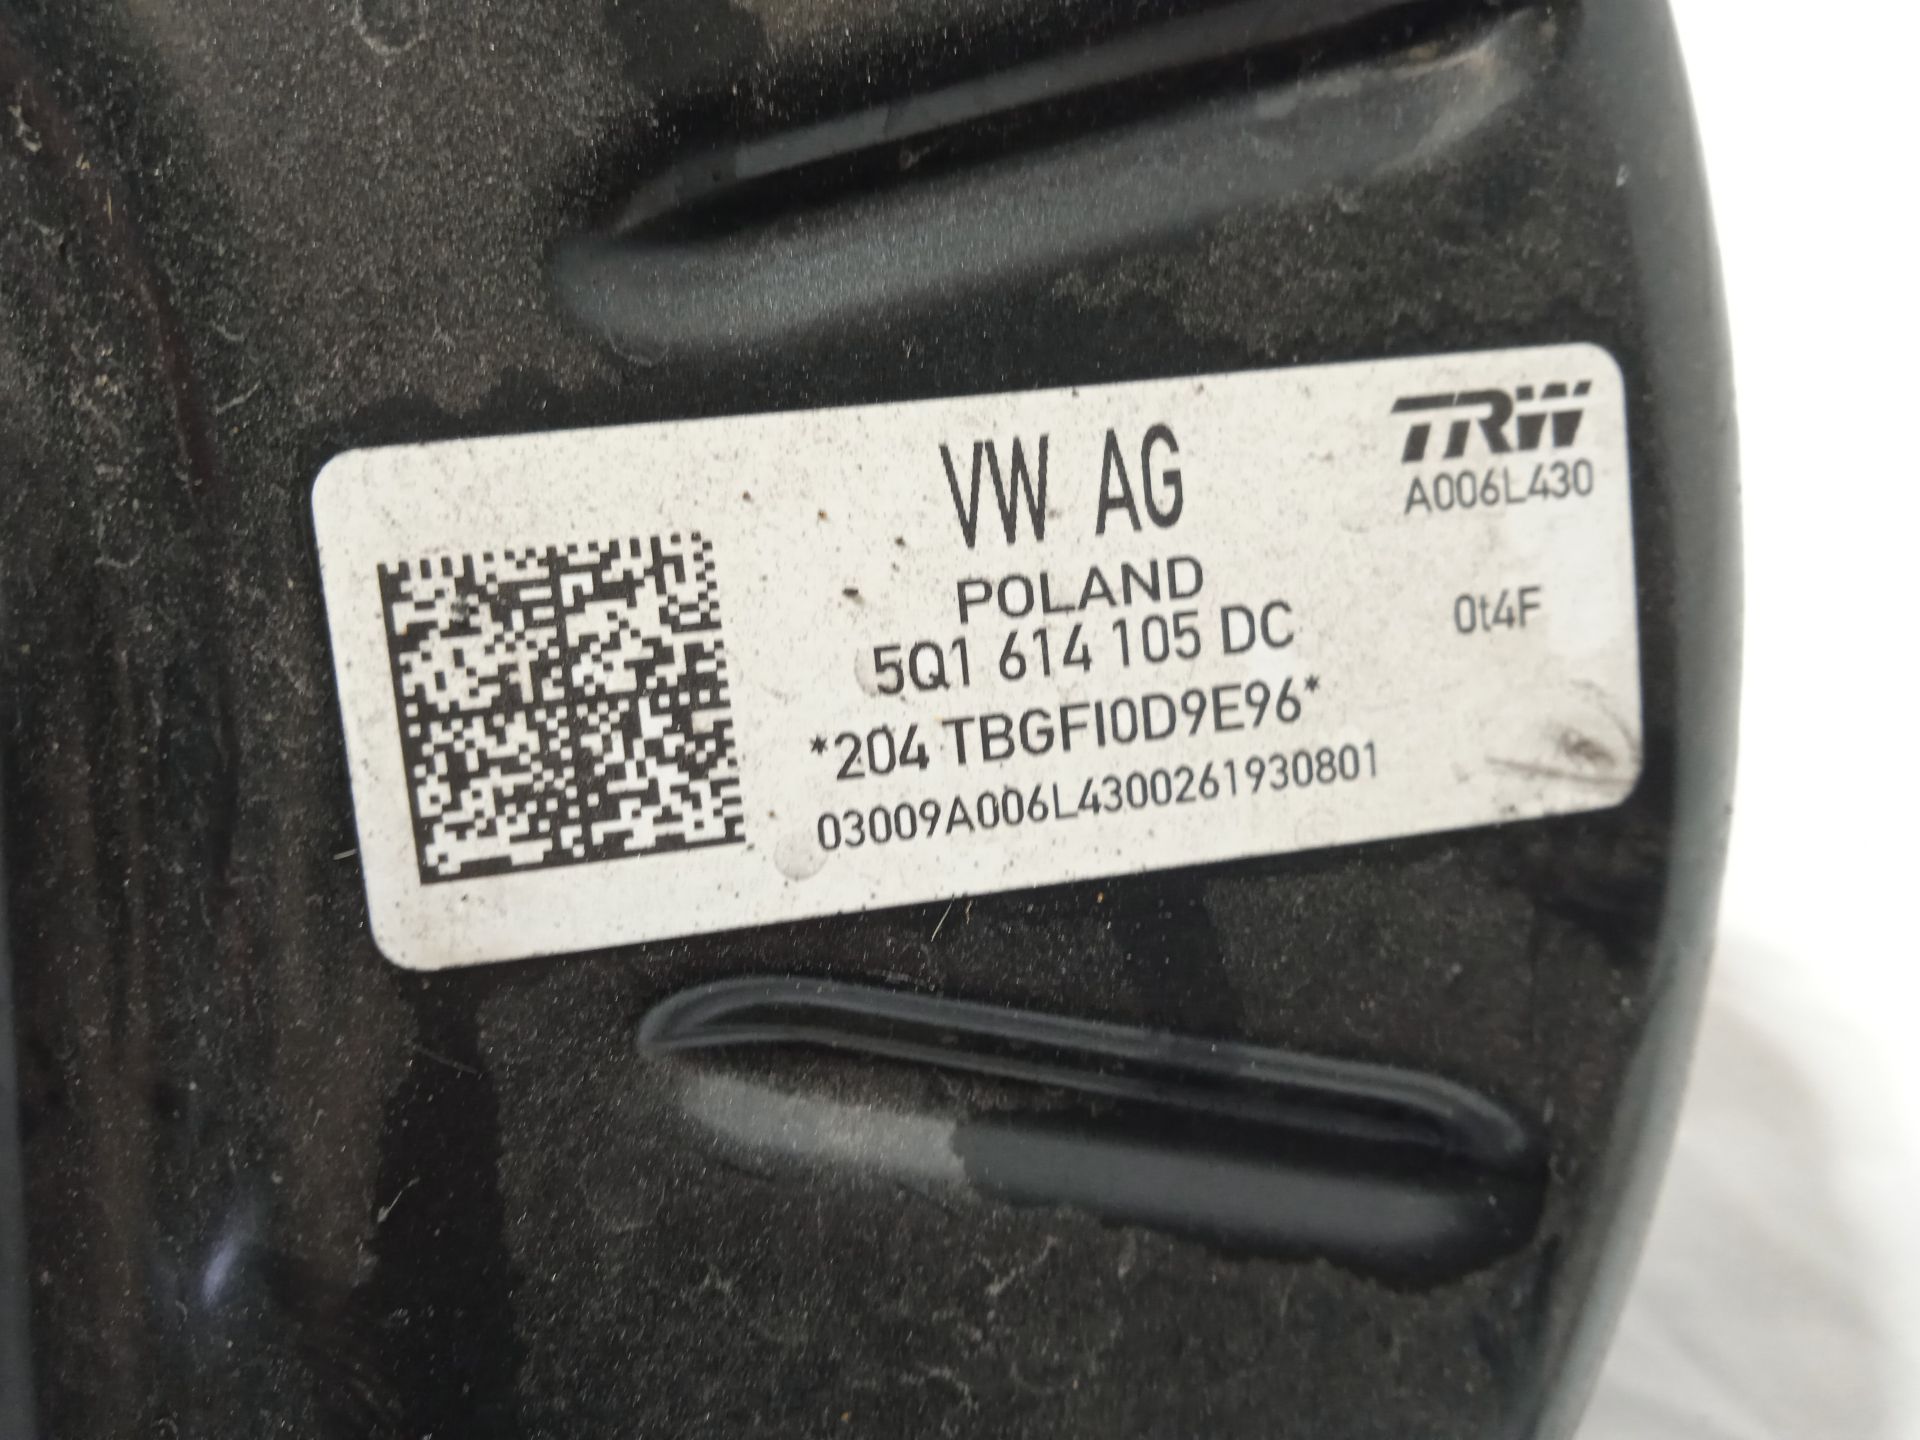 TRW
VW AG
A006L430
POLAND
0t4F
5Q1 614 105 DC
*204 TBGFI0D9E96*
03009A006L4300261930801